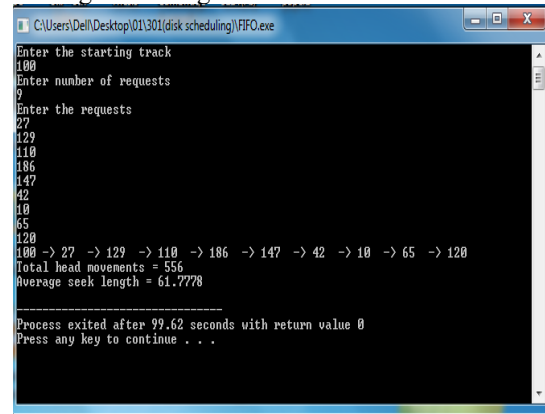 C:\Users\Dell\Desktop\01\301(disk scheduling)\FIFO.exe
Enter the starting track
100
Enter number of requests
9
Enter the requests
27
129
110
186
147
42
10
65
120
100 -> 27  -> 129  -> 110  -> 186  -> 147  -> 42  -> 10  -> 65  -> 120
Total head movements = 556
Average seek length = 61.7778
--------------------------------
Process exited after 99.62 seconds with return value 0
Press any key to continue . . .